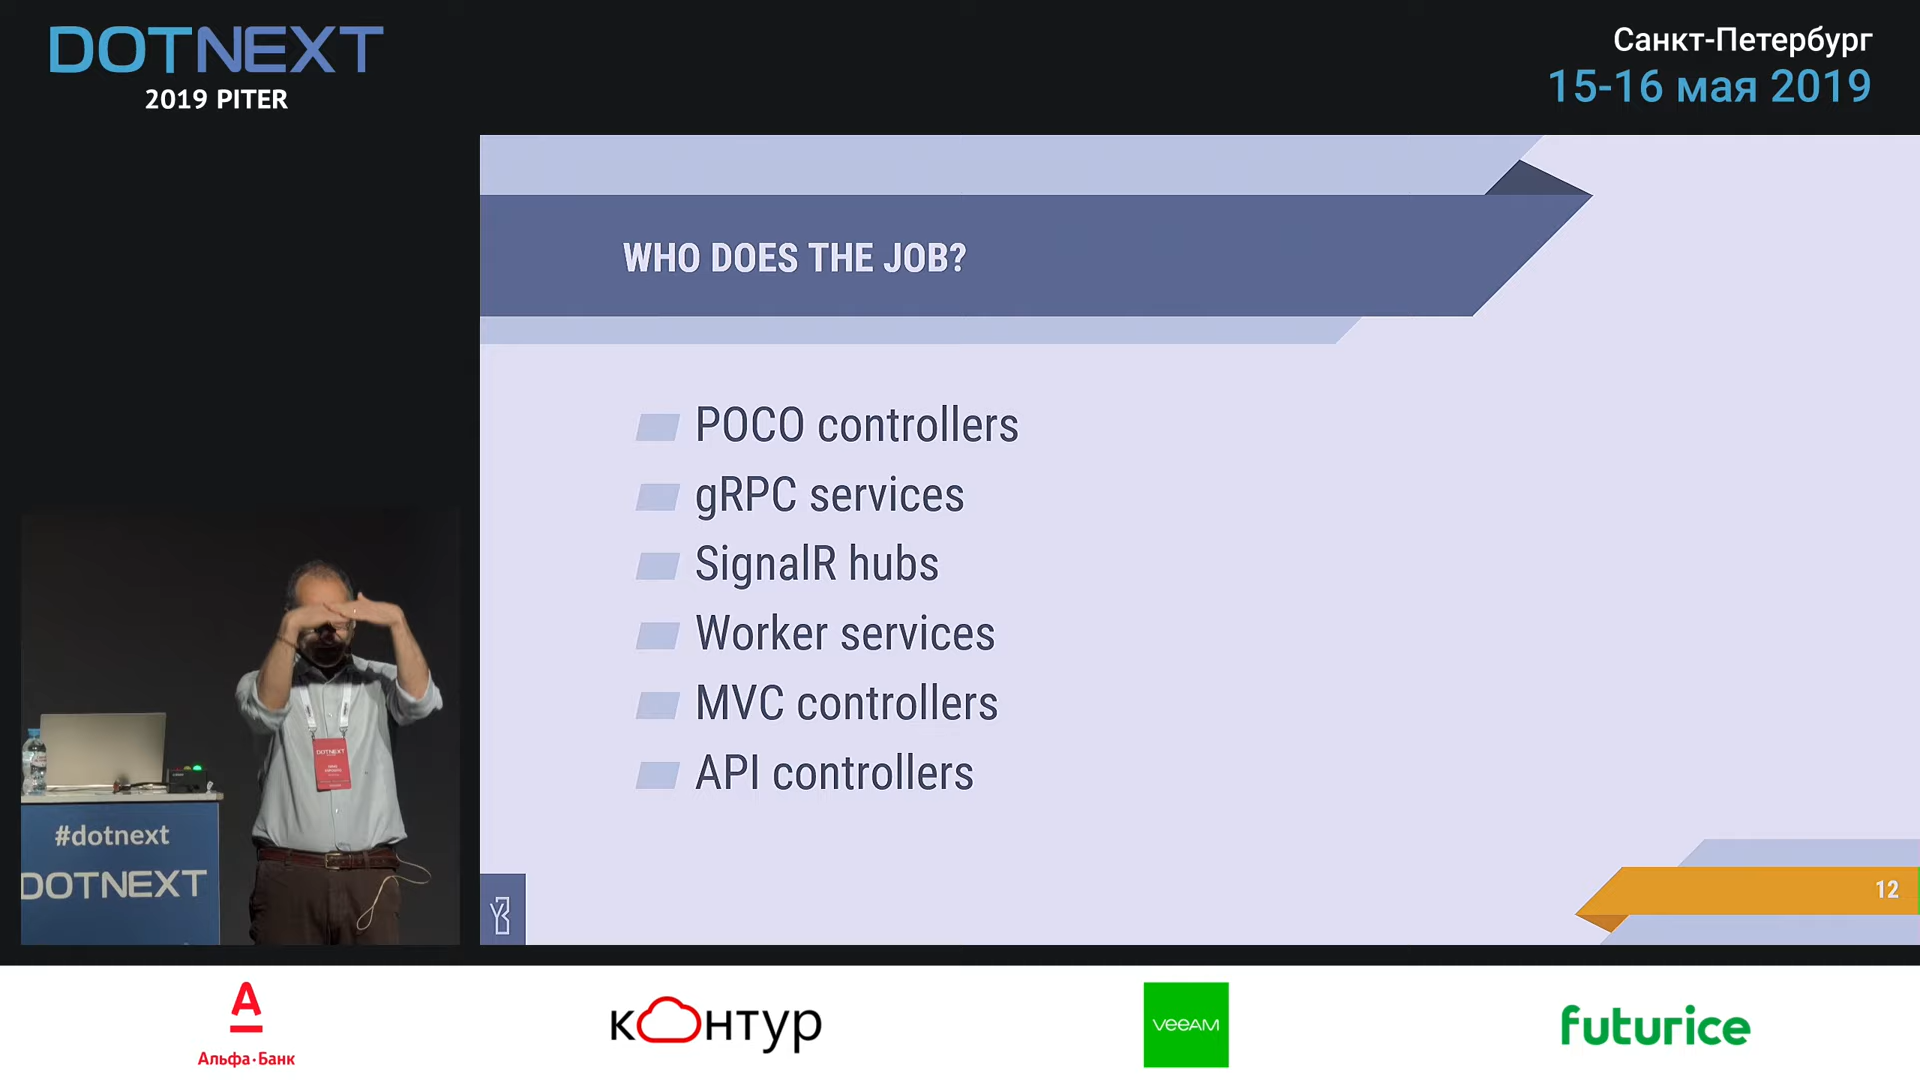 DOTNEXT
2019 PITER
Санкт-Петербург
15-16 мая 2019
WHO DOES THE JOB?
POCO controllers
gRPC services
SignalR hubs
Worker services
MVC controllers
API controllers
12
DOTNEXT
#dotnext
DOTNEXT
Альфа·Банк
контур
veeAM
futurice